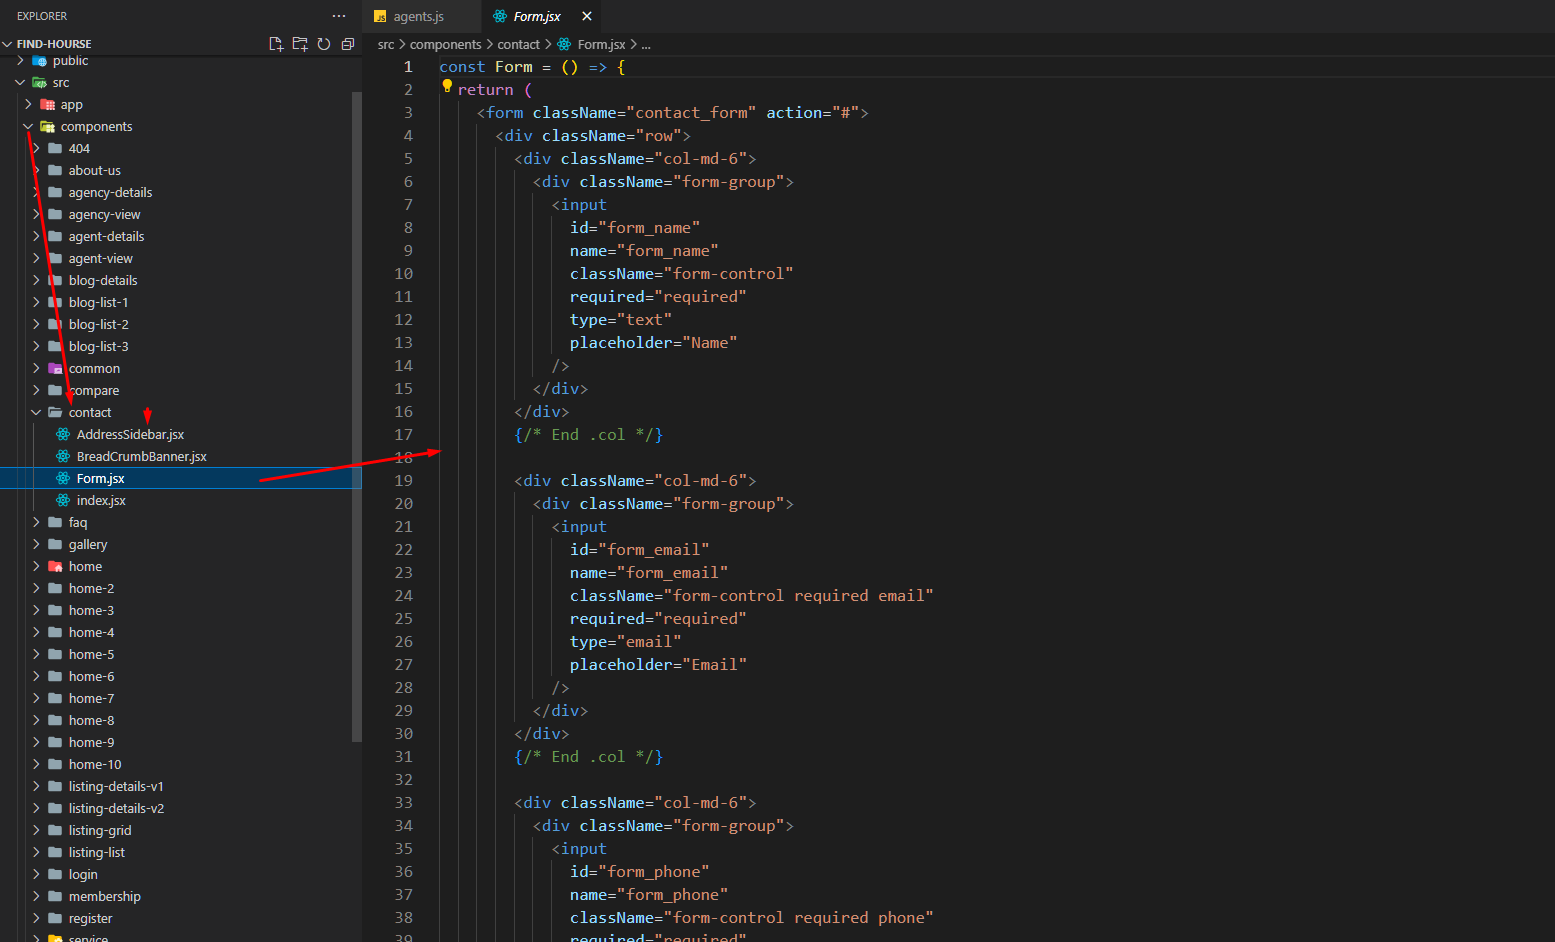 EXPLORER
FIND-HOURSE
public
src
app
components
404
about-us
agency-details
agency-view
agent-details
agent-view
blog-details
blog-list-1
blog-list-2
blog-list-3
common
compare
contact
AddressSidebar.jsx
BreadCrumbBanner.jsx
Form.jsx
index.jsx
faq
gallery
home
home-2
home-3
home-4
home-5
home-6
home-7
home-8
home-9
home-10
listing-details-v1
listing-details-v2
listing-grid
listing-list
login
membership
register
service
JS agents.js
Form.jsx
src > components > contact > Form.jsx > ...
1 const Form = () => {
2 return (
3 <form className="contact_form" action="#">
4 <div className="row">
5 <div className="col-md-6">
6 <div className="form-group">
7 <input
8 id="form_name"
9 name="form_name"
10 className="form-control"
11 required="required"
12 type="text"
13 placeholder="Name"
14 />
15 </div>
16 </div>
17 {/* End .col */}
18
19 <div className="col-md-6">
20 <div className="form-group">
21 <input
22 id="form_email"
23 name="form_email"
24 className="form-control required email"
25 required="required"
26 type="email"
27 placeholder="Email"
28 />
29 </div>
30 </div>
31 {/* End .col */}
32
33 <div className="col-md-6">
34 <div className="form-group">
35 <input
36 id="form_phone"
37 name="form_phone"
38 className="form-control required phone"
39 required="required"